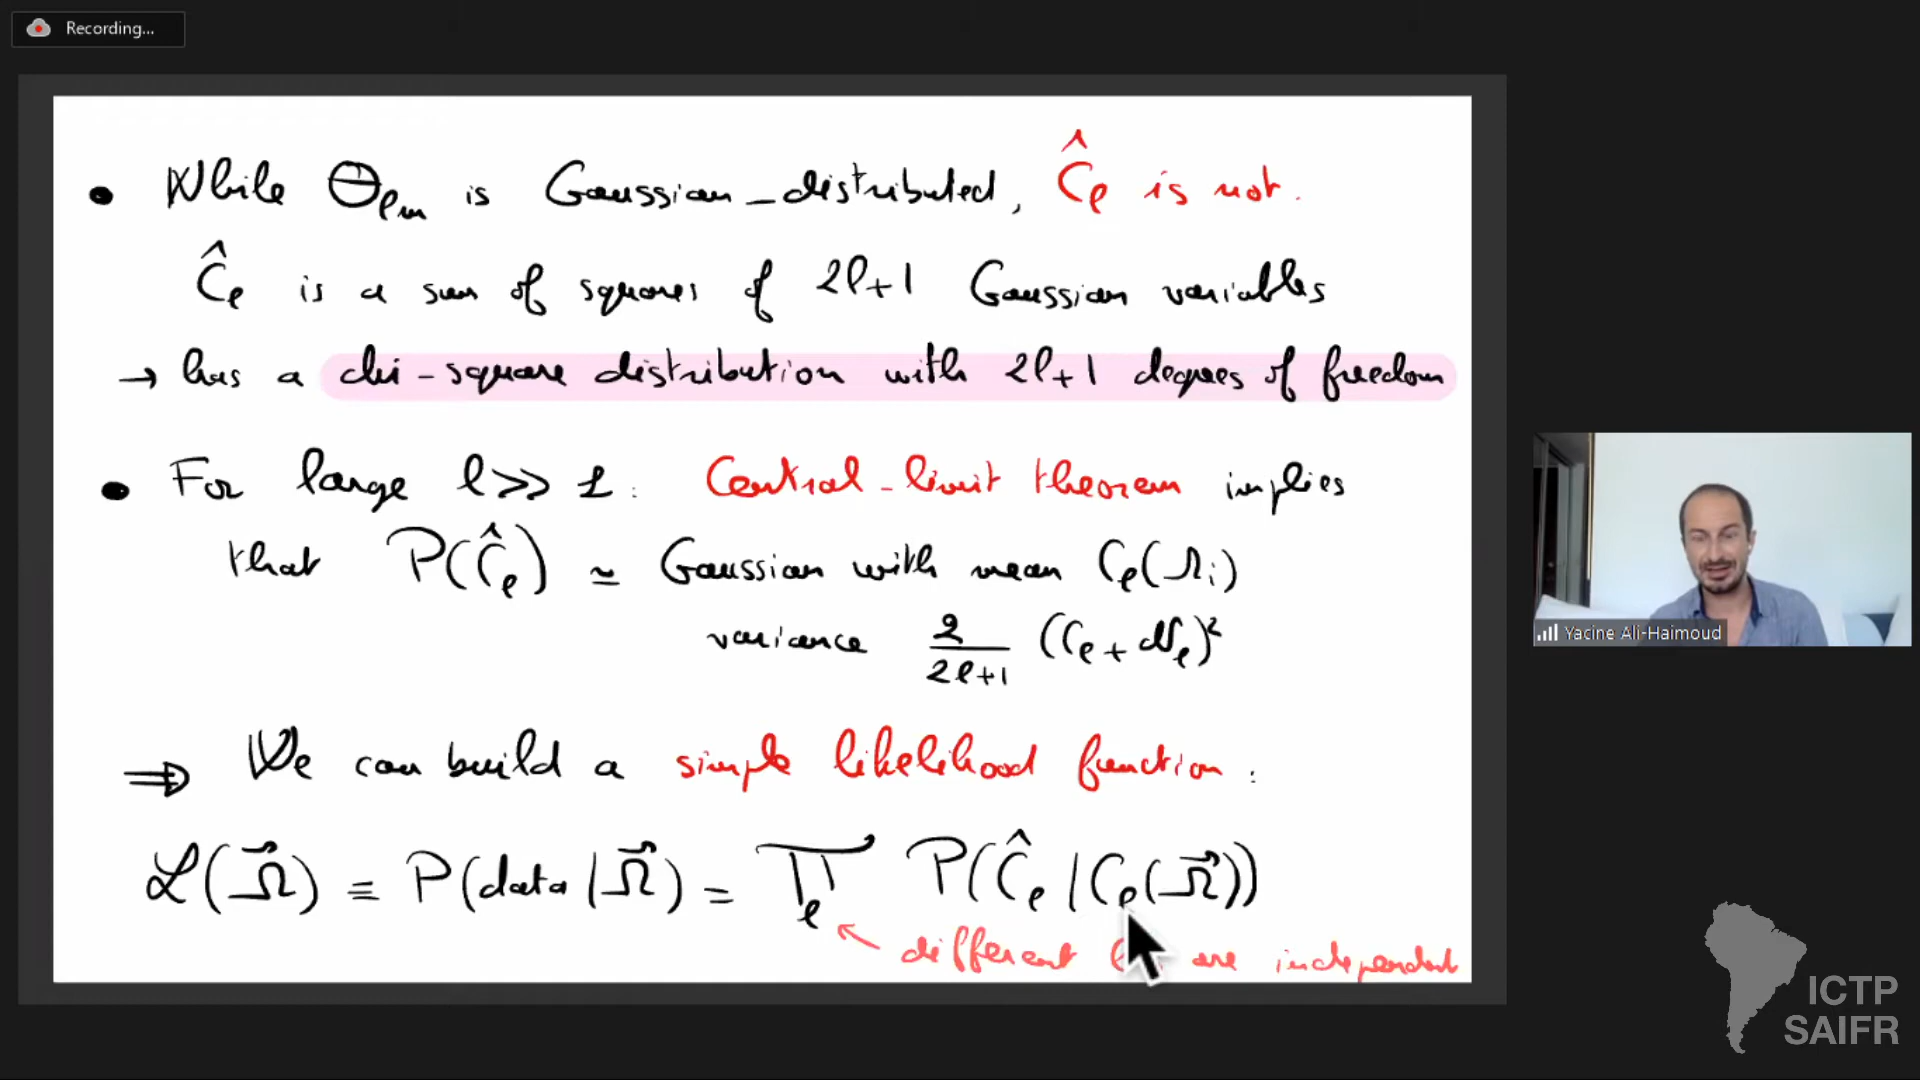 Recording...
• While Θℓm is Gaussian-distributed, Ĉℓ is not.
Ĉℓ is a sum of squares of 2ℓ+1 Gaussian variables
→ has a chi-square distribution with 2ℓ+1 degrees of freedom
• For large ℓ>>1: Central-limit theorem implies
that P(Ĉℓ) ≃ Gaussian with mean Cℓ(Ωi)
variance 2/(2ℓ+1) (Cℓ+Nℓ)²
⇒ We can build a simple likelihood function:
ℒ(Ω⃗) ≡ P(data|Ω⃗) = ∏ℓ P(Ĉℓ|Cℓ(Ω⃗))
different are independent
Yacine Ali-Haimoud
ICTP
SAIFR